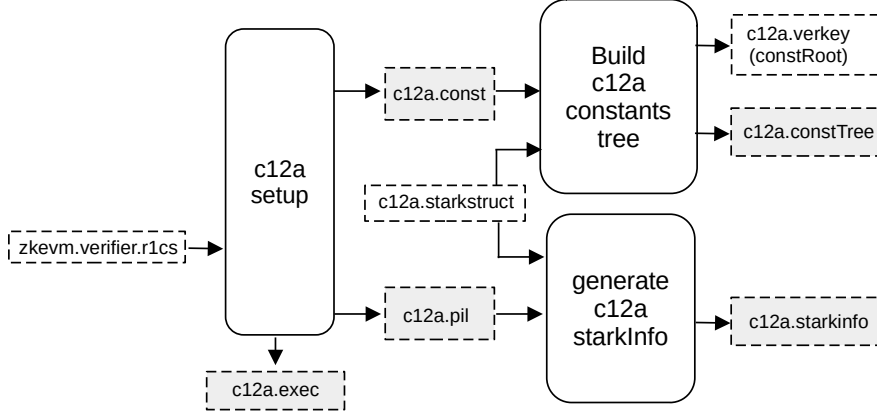 zkevm.verifier.r1cs
c12a
setup
c12a.exec
c12a.const
c12a.starkstruct
c12a.pil
Build
c12a
constants
tree
generate
c12a
starkInfo
c12a.verkey
(constRoot)
c12a.constTree
c12a.starkinfo